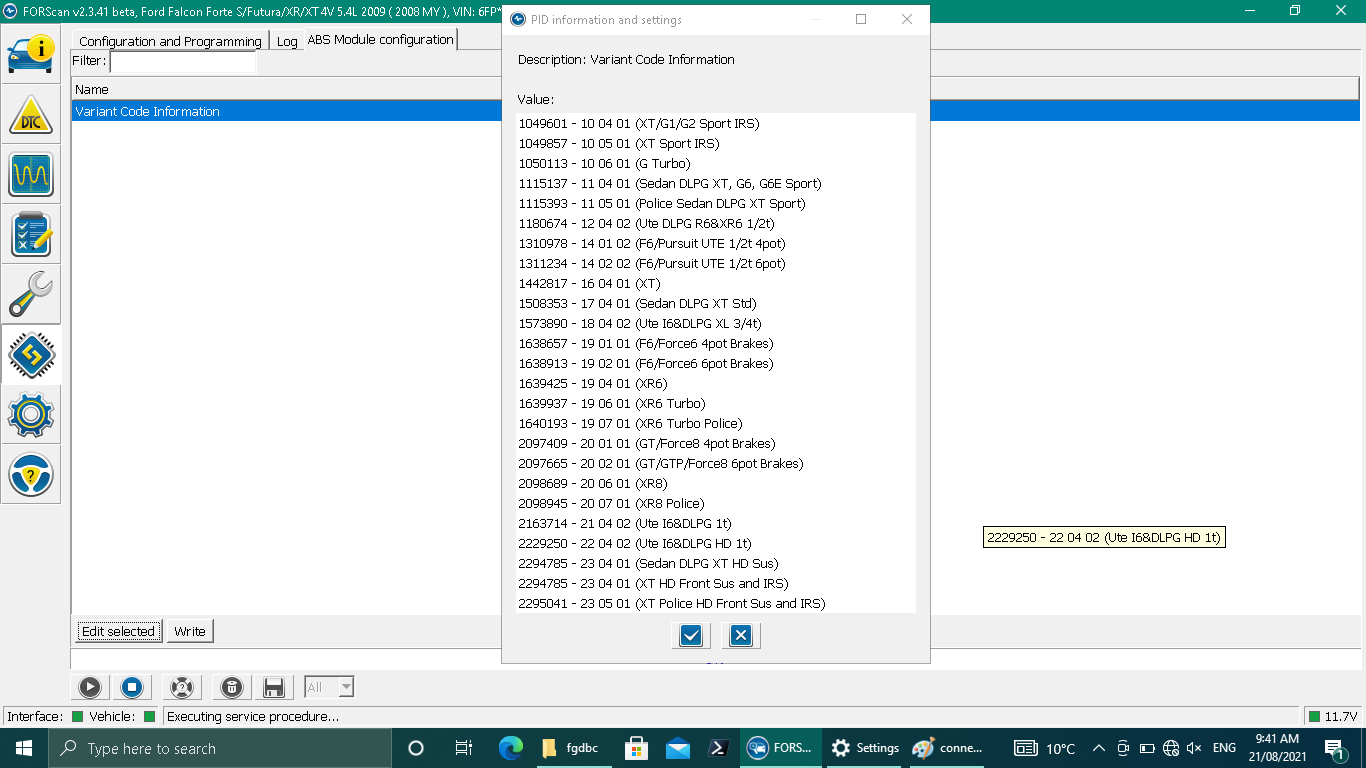 FORScan v2.3.41 beta, Ford Falcon Forte S/Futura/XR/XT4V 5.4L 2009 ( 2008 MY ), VIN: 6FP*
PID information and settings
Configuration and Programming
Log
ABS Module configuration
Filter:
Name
Variant Code Information
Description: Variant Code Information
Value:
1049601 - 10 04 01 (XT/G1/G2 Sport IRS)
1049857 - 10 05 01 (XT Sport IRS)
1050113 - 10 06 01 (G Turbo)
1115137 - 11 04 01 (Sedan DLPG XT, G6, G6E Sport)
1115393 - 11 05 01 (Police Sedan DLPG XT Sport)
1180674 - 12 04 02 (Ute DLPG R6&XR6 1/2t)
1310978 - 14 01 02 (F6/Pursuit UTE 1/2t 4pot)
1311234 - 14 02 02 (F6/Pursuit UTE 1/2t 6pot)
1442817 - 16 04 01 (XT)
1508353 - 17 04 01 (Sedan DLPG XT Std)
1573890 - 18 04 02 (Ute I6&DLPG XL 3/4t)
1638657 - 19 01 01 (F6/Force6 4pot Brakes)
1638913 - 19 02 01 (F6/Force6 6pot Brakes)
1639425 - 19 04 01 (XR6)
1639937 - 19 06 01 (XR6 Turbo)
1640193 - 19 07 01 (XR6 Turbo Police)
2097409 - 20 01 01 (GT/Force8 4pot Brakes)
2097665 - 20 02 01 (GT/GTP/Force8 6pot Brakes)
2098689 - 20 06 01 (XR8)
2098945 - 20 07 01 (XR8 Police)
2163714 - 21 04 02 (Ute I6&DLPG 1t)
2229250 - 22 04 02 (Ute I6&DLPG HD 1t)
2294785 - 23 04 01 (Sedan DLPG XT HD Sus)
2294785 - 23 04 01 (XT HD Front Sus and IRS)
2295041 - 23 05 01 (XT Police HD Front Sus and IRS)
2229250 - 22 04 02 (Ute I6&DLPG HD 1t)
Edit selected
Write
All
Interface:
Vehicle:
Executing service procedure...
11.7V
DTC
Type here to search
fgdbc
FORS...
Settings
conne...
10°C
ENG
9:41 AM
21/08/2021
1